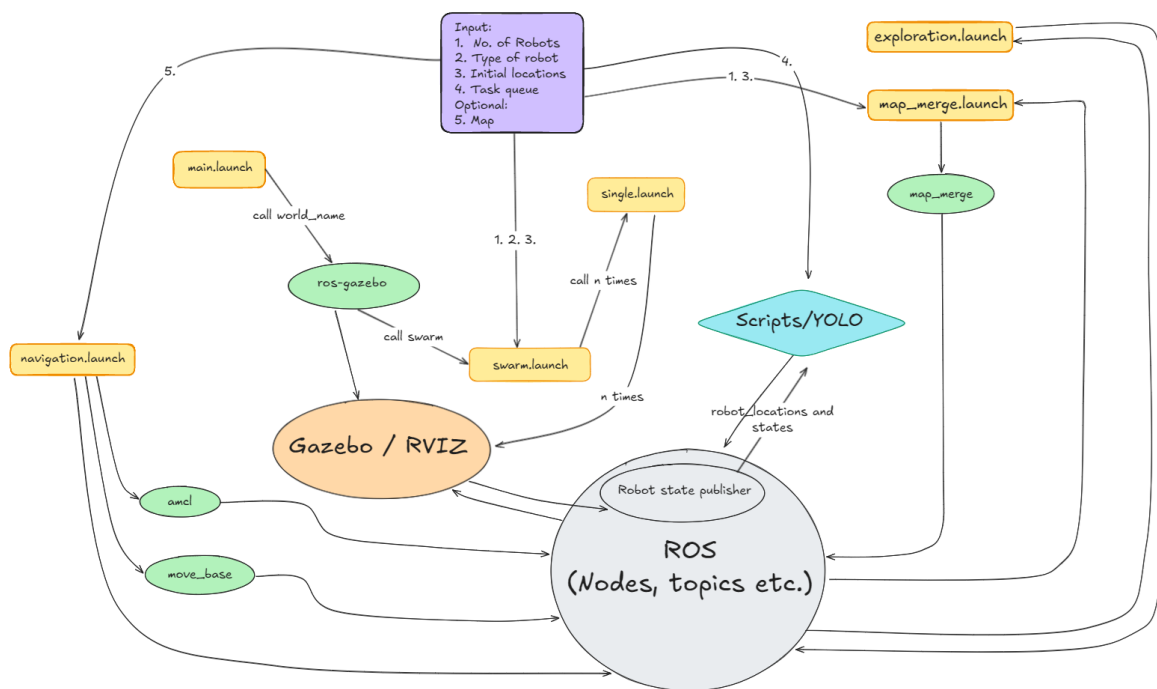 Input:
1. No. of Robots
2. Type of robot
3. Initial locations
4. Task queue
Optional:
5. Map
exploration.launch
5.
4.
1. 3.
map_merge.launch
main.launch
single.launch
map_merge
call world_name
1. 2. 3.
ros-gazebo
call n times
Scripts/YOLO
call swarm
navigation.launch
swarm.launch
n times
robot_locations and
states
Gazebo / RVIZ
Robot state publisher
amcl
ROS
(Nodes, topics etc.)
move_base